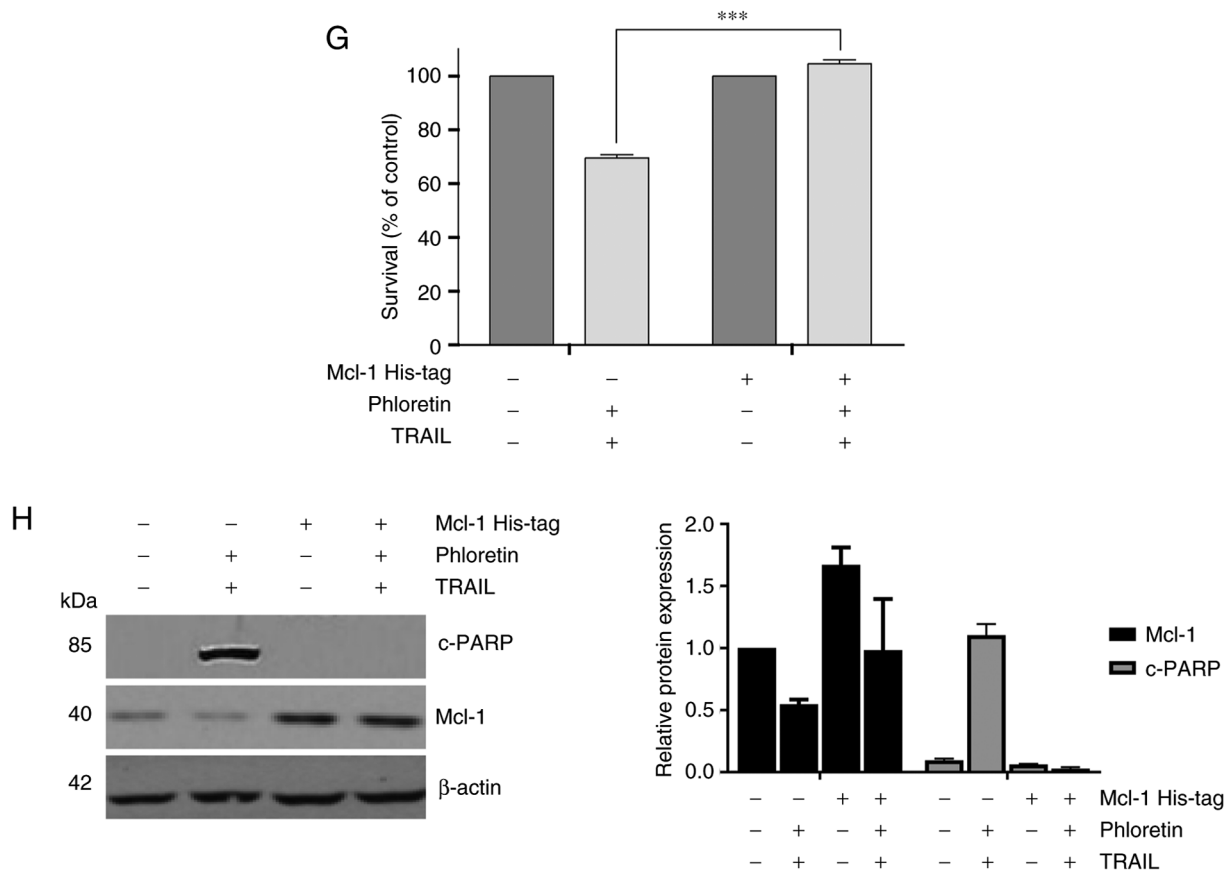 G
***
Survival (% of control)
100
80
60
40
20
0
Mcl-1 His-tag – – + +
Phloretin – + – +
TRAIL – + – +
H
– – + + Mcl-1 His-tag
– + – + Phloretin
– + – + TRAIL
kDa
85 c-PARP
40 Mcl-1
42 β-actin
Relative protein expression
2.0
1.5
1.0
0.5
0.0
Mcl-1
c-PARP
– – + + – – + + Mcl-1 His-tag
– + – + – + – + Phloretin
– + – + – + – + TRAIL